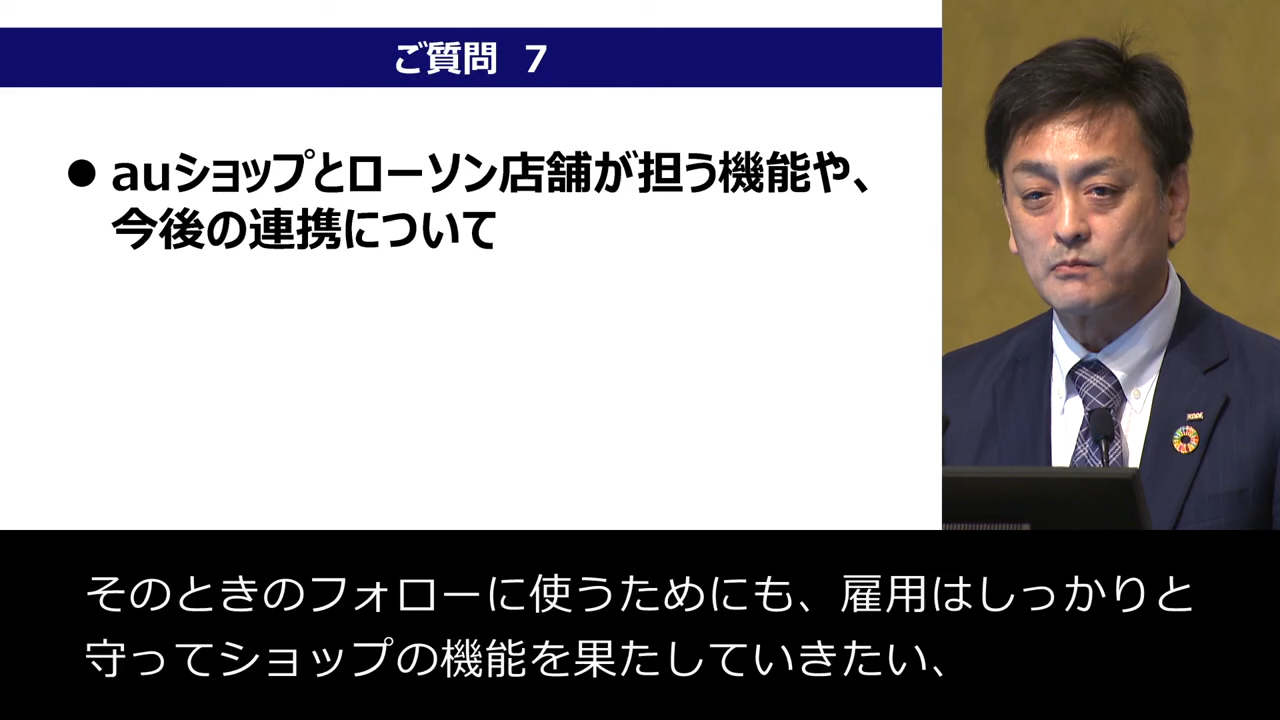 ご質問 7
● auショップとローソン店舗が担う機能や、
今後の連携について
そのときのフォローに使うためにも、雇用はしっかりと
守ってショップの機能を果たしていきたい、